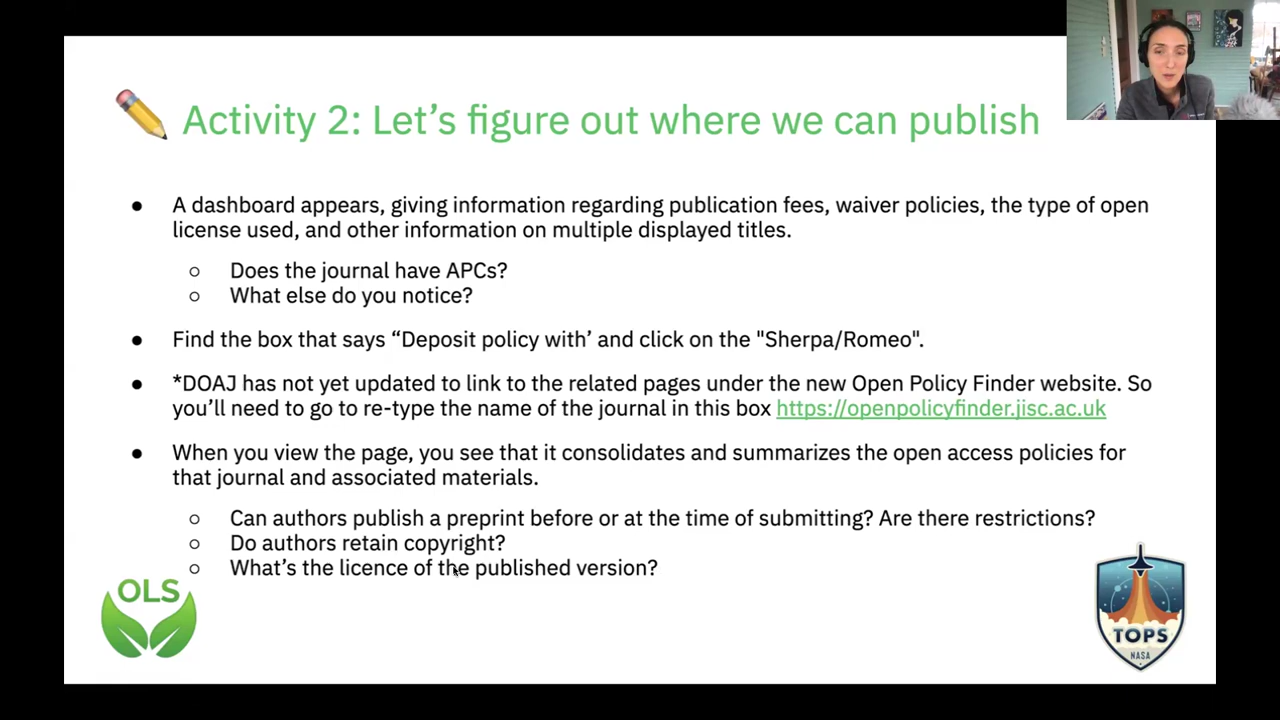 Activity 2: Let’s figure out where we can publish
● A dashboard appears, giving information regarding publication fees, waiver policies, the type of open
license used, and other information on multiple displayed titles.
○ Does the journal have APCs?
○ What else do you notice?
● Find the box that says “Deposit policy with’ and click on the "Sherpa/Romeo".
● *DOAJ has not yet updated to link to the related pages under the new Open Policy Finder website. So
you’ll need to go to re-type the name of the journal in this box https://openpolicyfinder.jisc.ac.uk
● When you view the page, you see that it consolidates and summarizes the open access policies for
that journal and associated materials.
○ Can authors publish a preprint before or at the time of submitting? Are there restrictions?
○ Do authors retain copyright?
○ What’s the licence of the published version?
OLS
TOPS
NASA